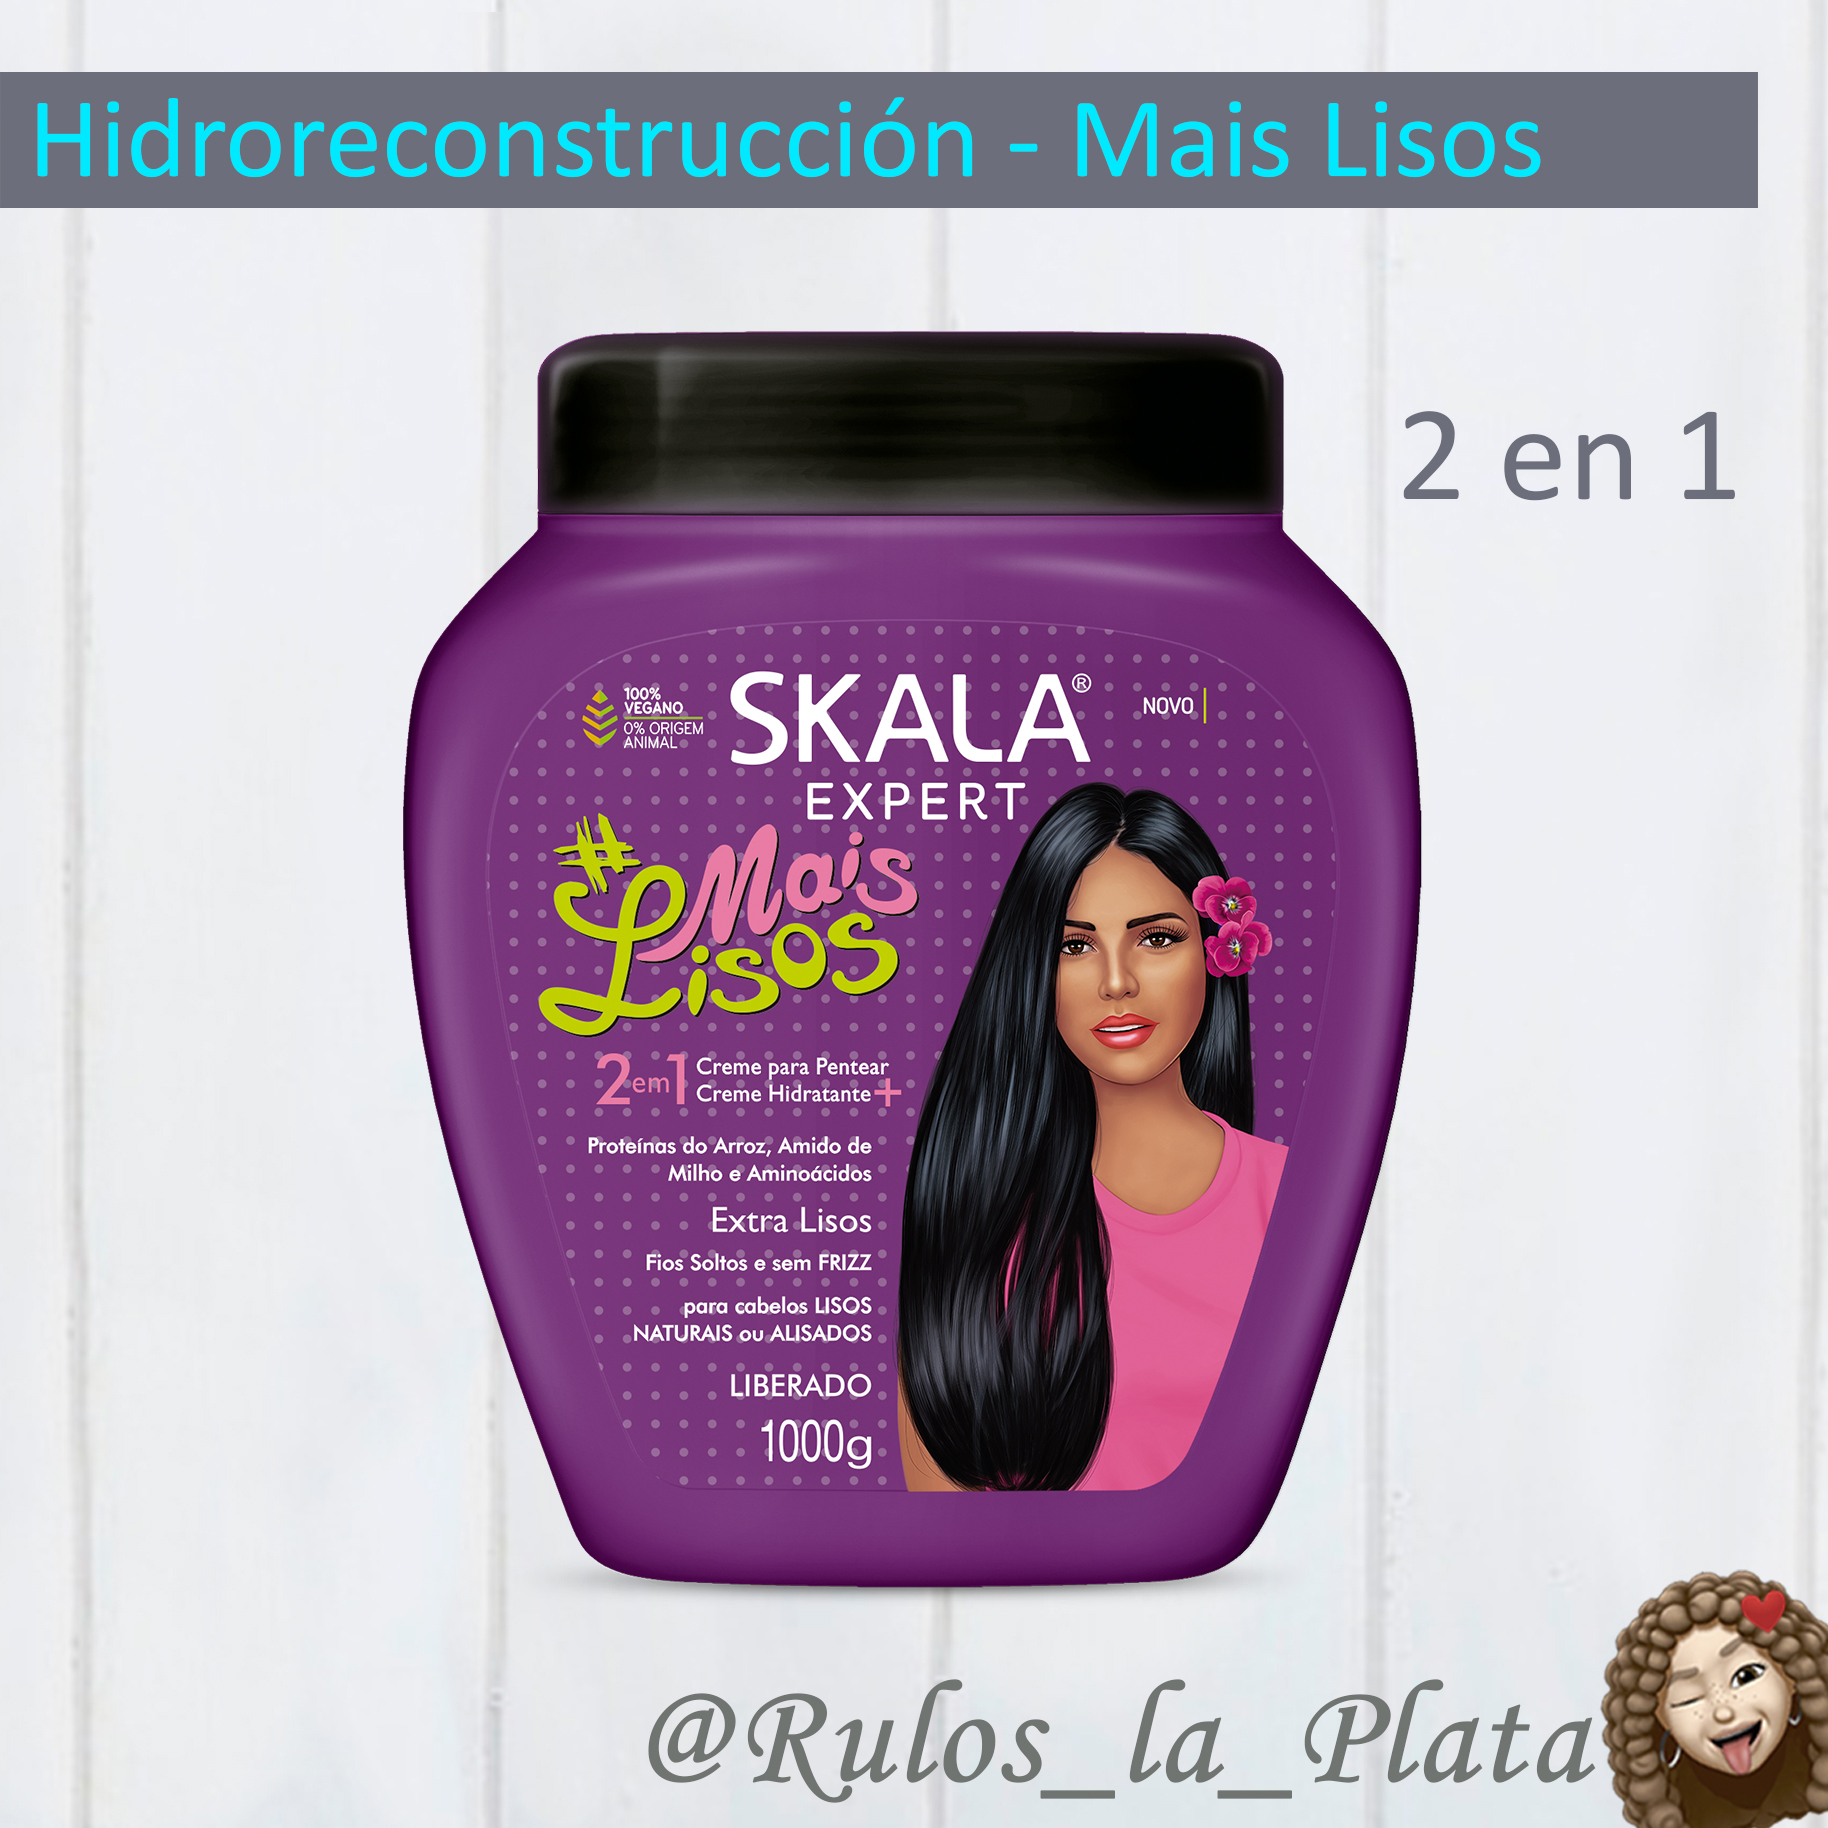 Hidroreconstrucción - Mais Lisos
2 en 1
100%
VEGANO
0% ORIGEM
ANIMAL
SKALA®
NOVO
EXPERT
#Mais
Lisos
2em1 Creme para Pentear
Creme Hidratante+
Proteínas do Arroz, Amido de
Milho e Aminoácidos
Extra Lisos
Fios Soltos e sem FRIZZ
para cabelos LISOS
NATURAIS ou ALISADOS
LIBERADO
1000g
@Rulos_la_Plata